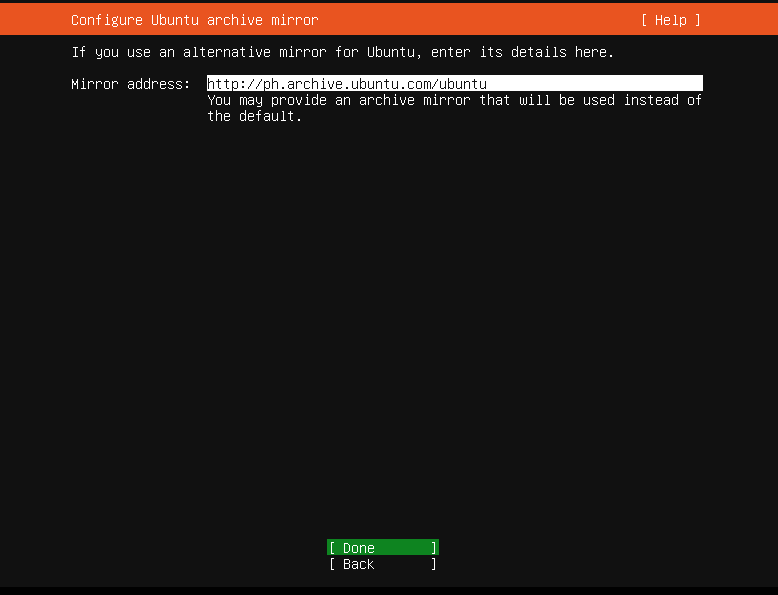 Configure Ubuntu archive mirror [ Help ]
If you use an alternative mirror for Ubuntu, enter its details here.
Mirror address: http://ph.archive.ubuntu.com/ubuntu
You may provide an archive mirror that will be used instead of
the default.
[ Done ]
[ Back ]